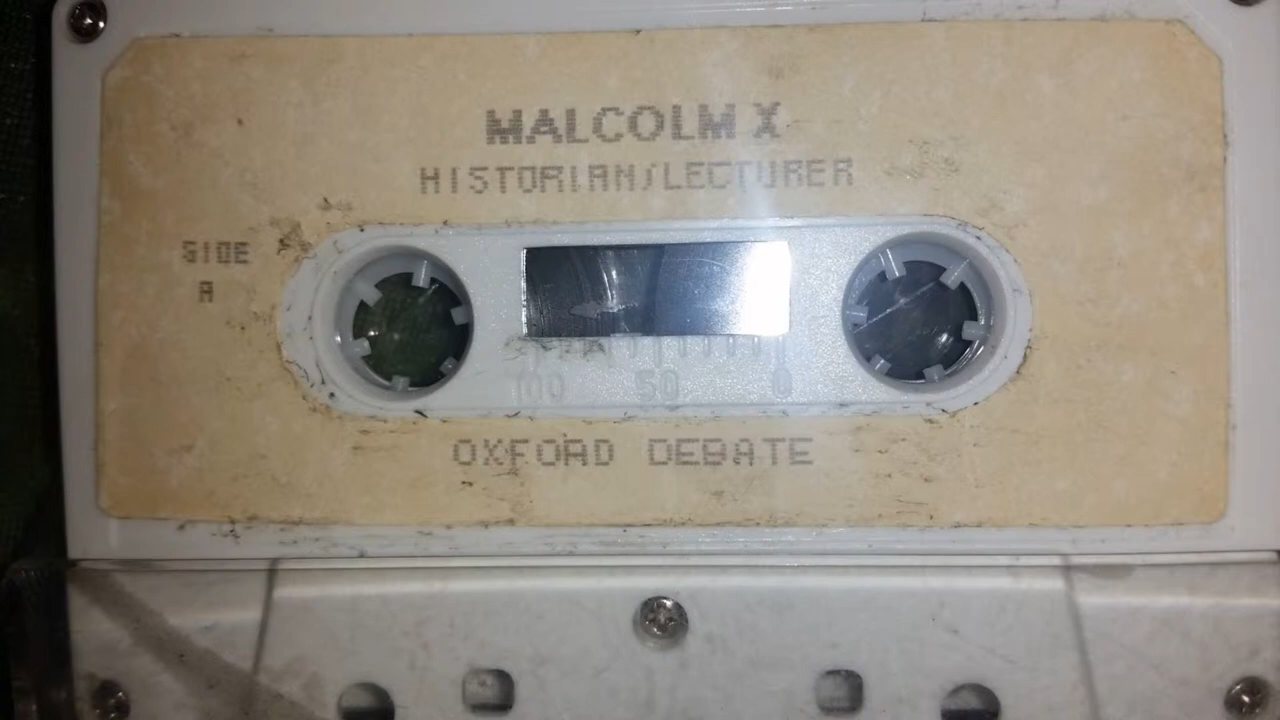 MALCOLM X
HISTORIAN/LECTURER
SIDE
A
100 50 0
OXFORD DEBATE